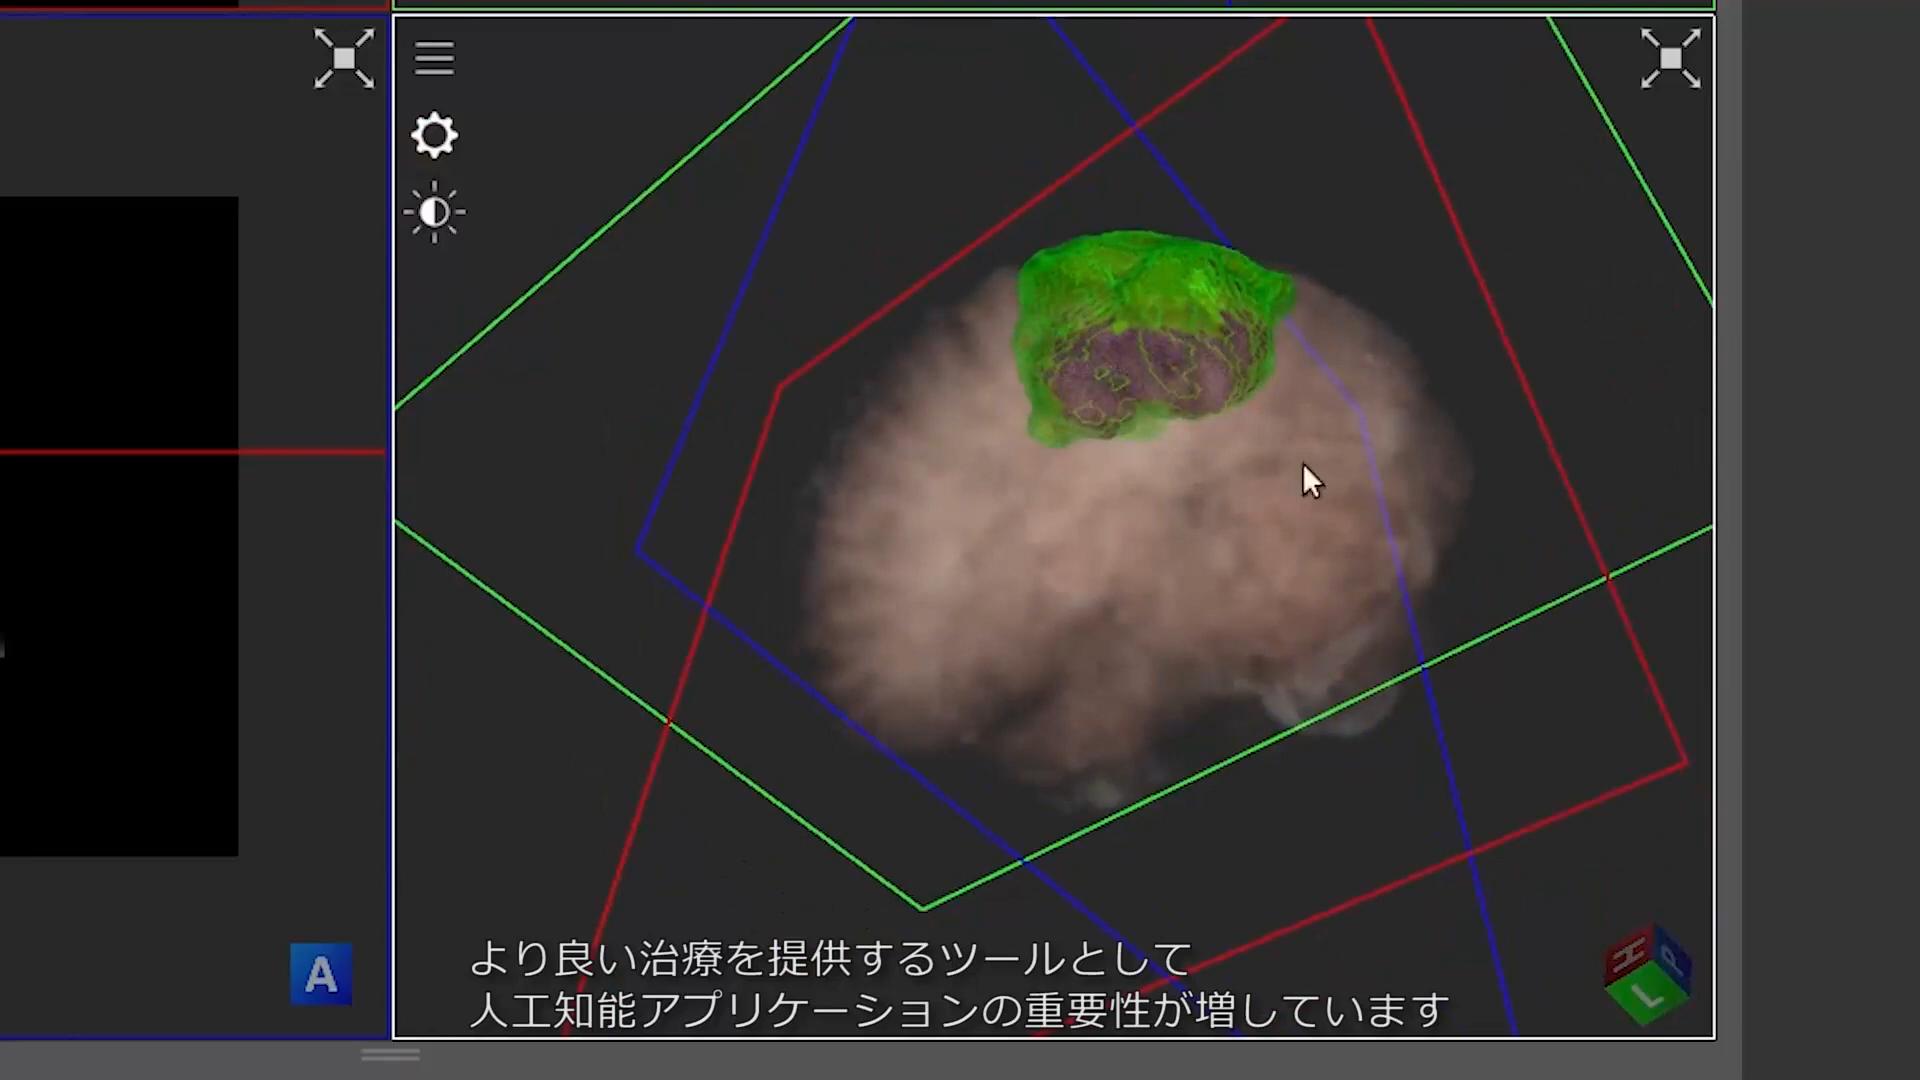 A
より良い治療を提供するツールとして
人工知能アプリケーションの重要性が増しています
H P
L